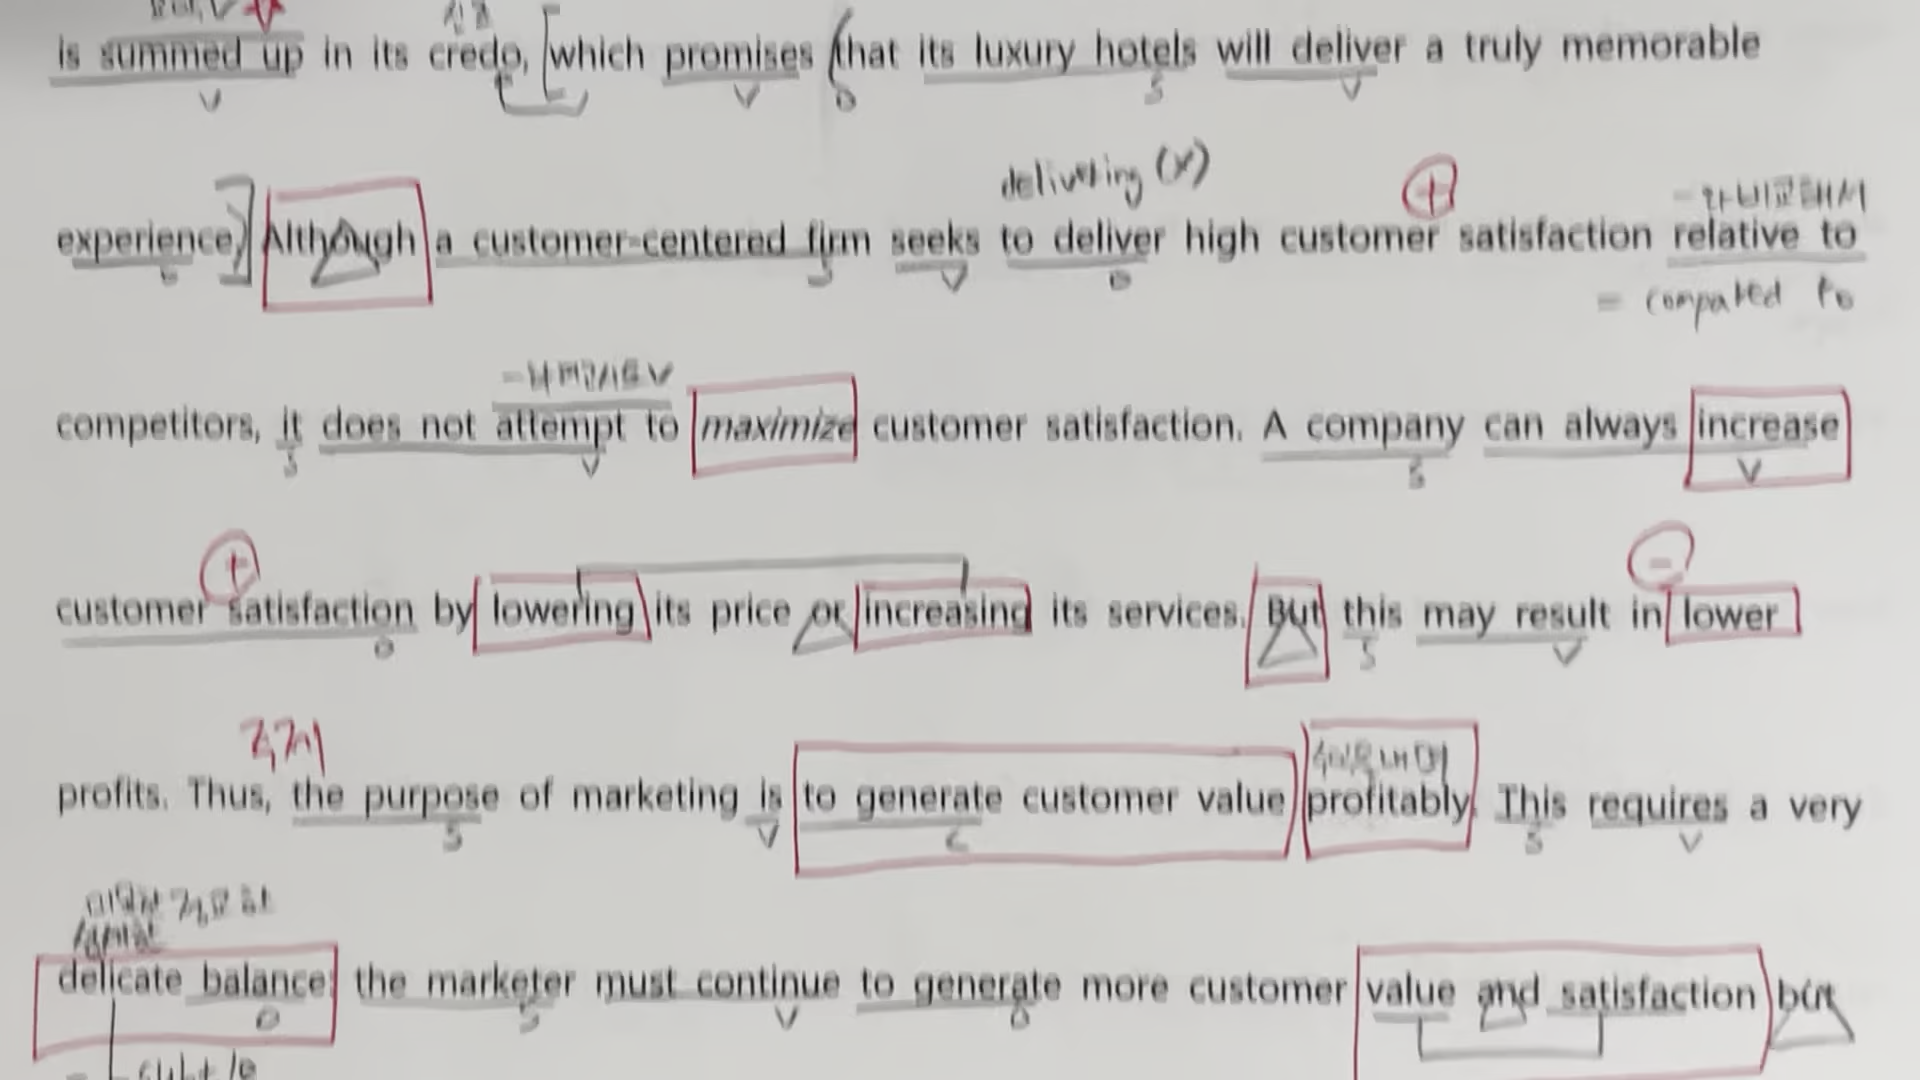 is summed up in its credo, which promises that its luxury hotels will deliver a truly memorable
V V O S V
delivering (X)
experience. Although a customer-centered firm seeks to deliver high customer satisfaction relative to
S V O
= compared to
competitors, it does not attempt to maximize customer satisfaction. A company can always increase
S V S V
customer satisfaction by lowering its price or increasing its services. But this may result in lower
O S V
profits. Thus, the purpose of marketing is to generate customer value profitably. This requires a very
S V C S V
delicate balance: the marketer must continue to generate more customer value and satisfaction but
O S V O
= subtle